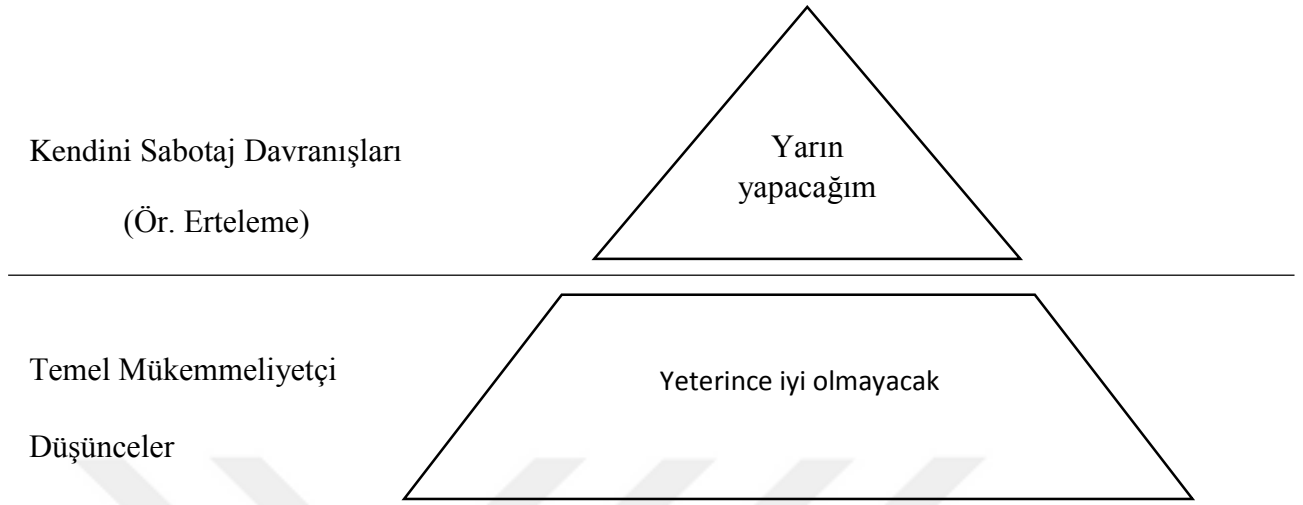 Kendini Sabotaj Davranışları
(Ör. Erteleme)
Yarın
yapacağım
Temel Mükemmeliyetçi
Düşünceler
Yeterince iyi olmayacak